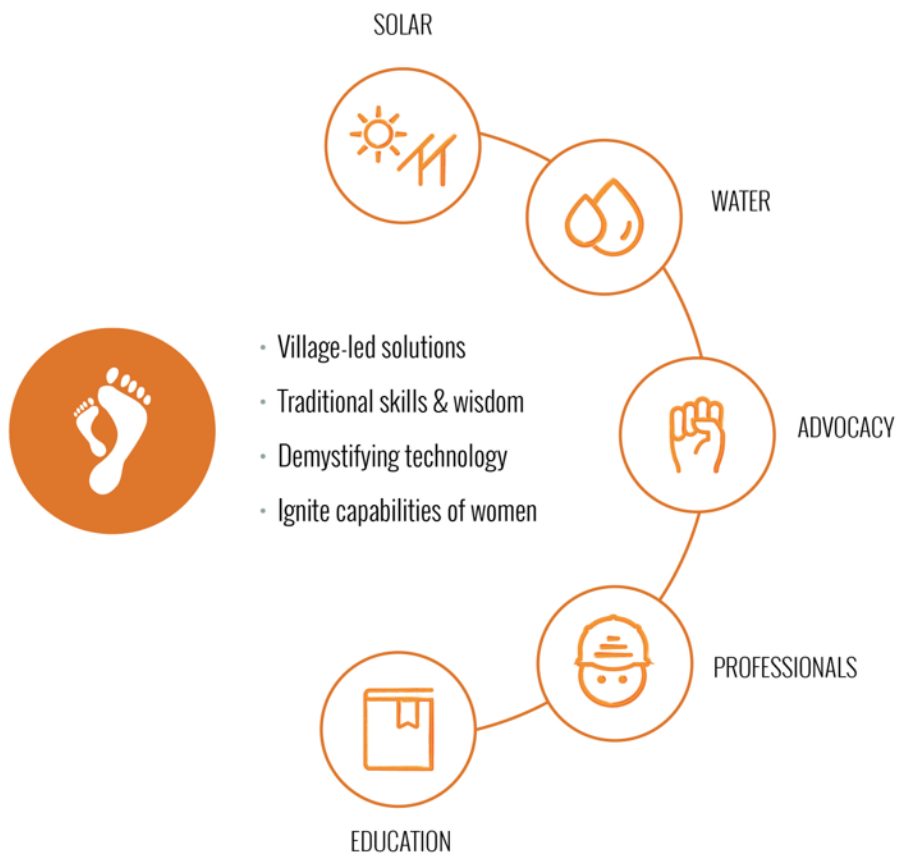 SOLAR
WATER
• Village-led solutions
• Traditional skills & wisdom
• Demystifying technology
• Ignite capabilities of women
ADVOCACY
PROFESSIONALS
EDUCATION